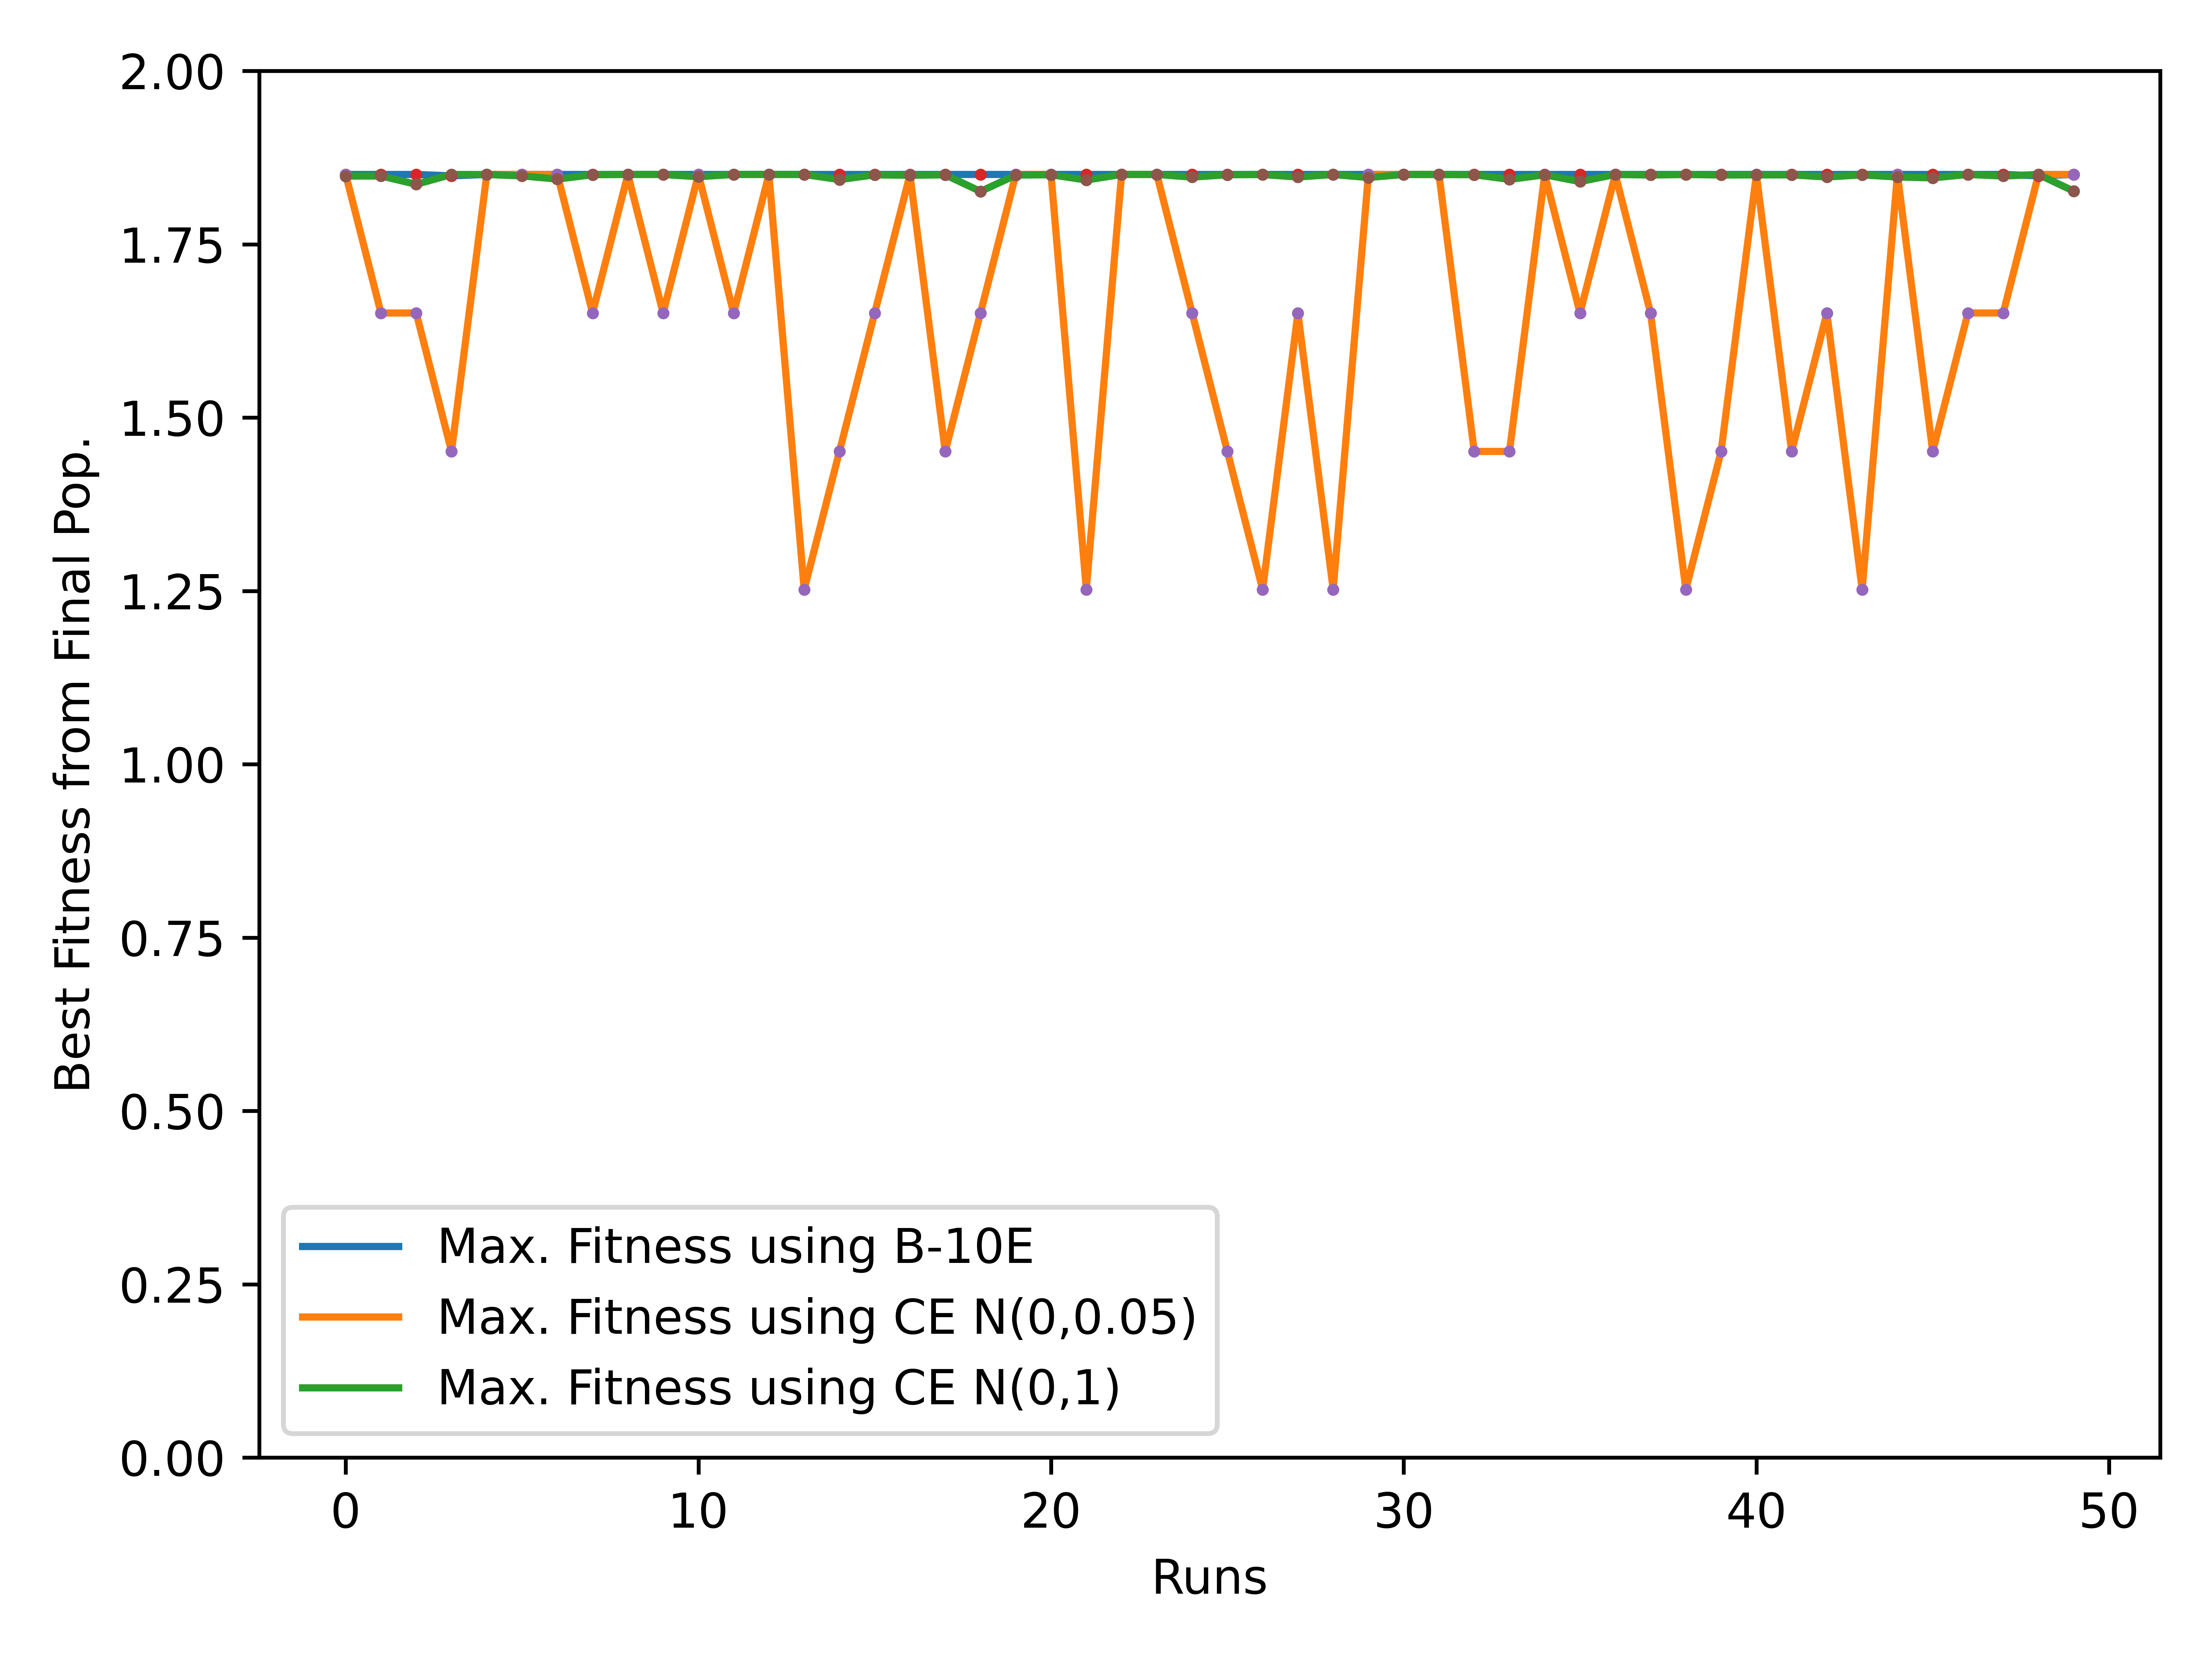 2.00
1.75
1.50
1.25
1.00
0.75
0.50
0.25
0.00
Best Fitness from Final Pop.
Max. Fitness using B-10E
Max. Fitness using CE N(0,0.05)
Max. Fitness using CE N(0,1)
0 10 20 30 40 50
Runs